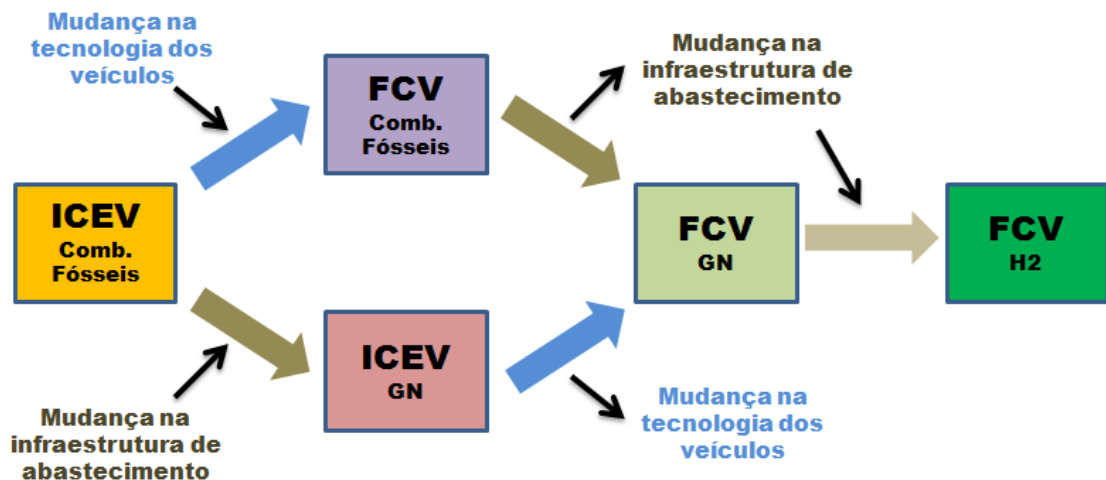 Mudança na
tecnologia dos
veículos
FCV
Comb.
Fósseis
Mudança na
infraestrutura de
abastecimento
ICEV
Comb.
Fósseis
FCV
GN
FCV
H2
ICEV
GN
Mudança na
infraestrutura de
abastecimento
Mudança na
tecnologia dos
veículos